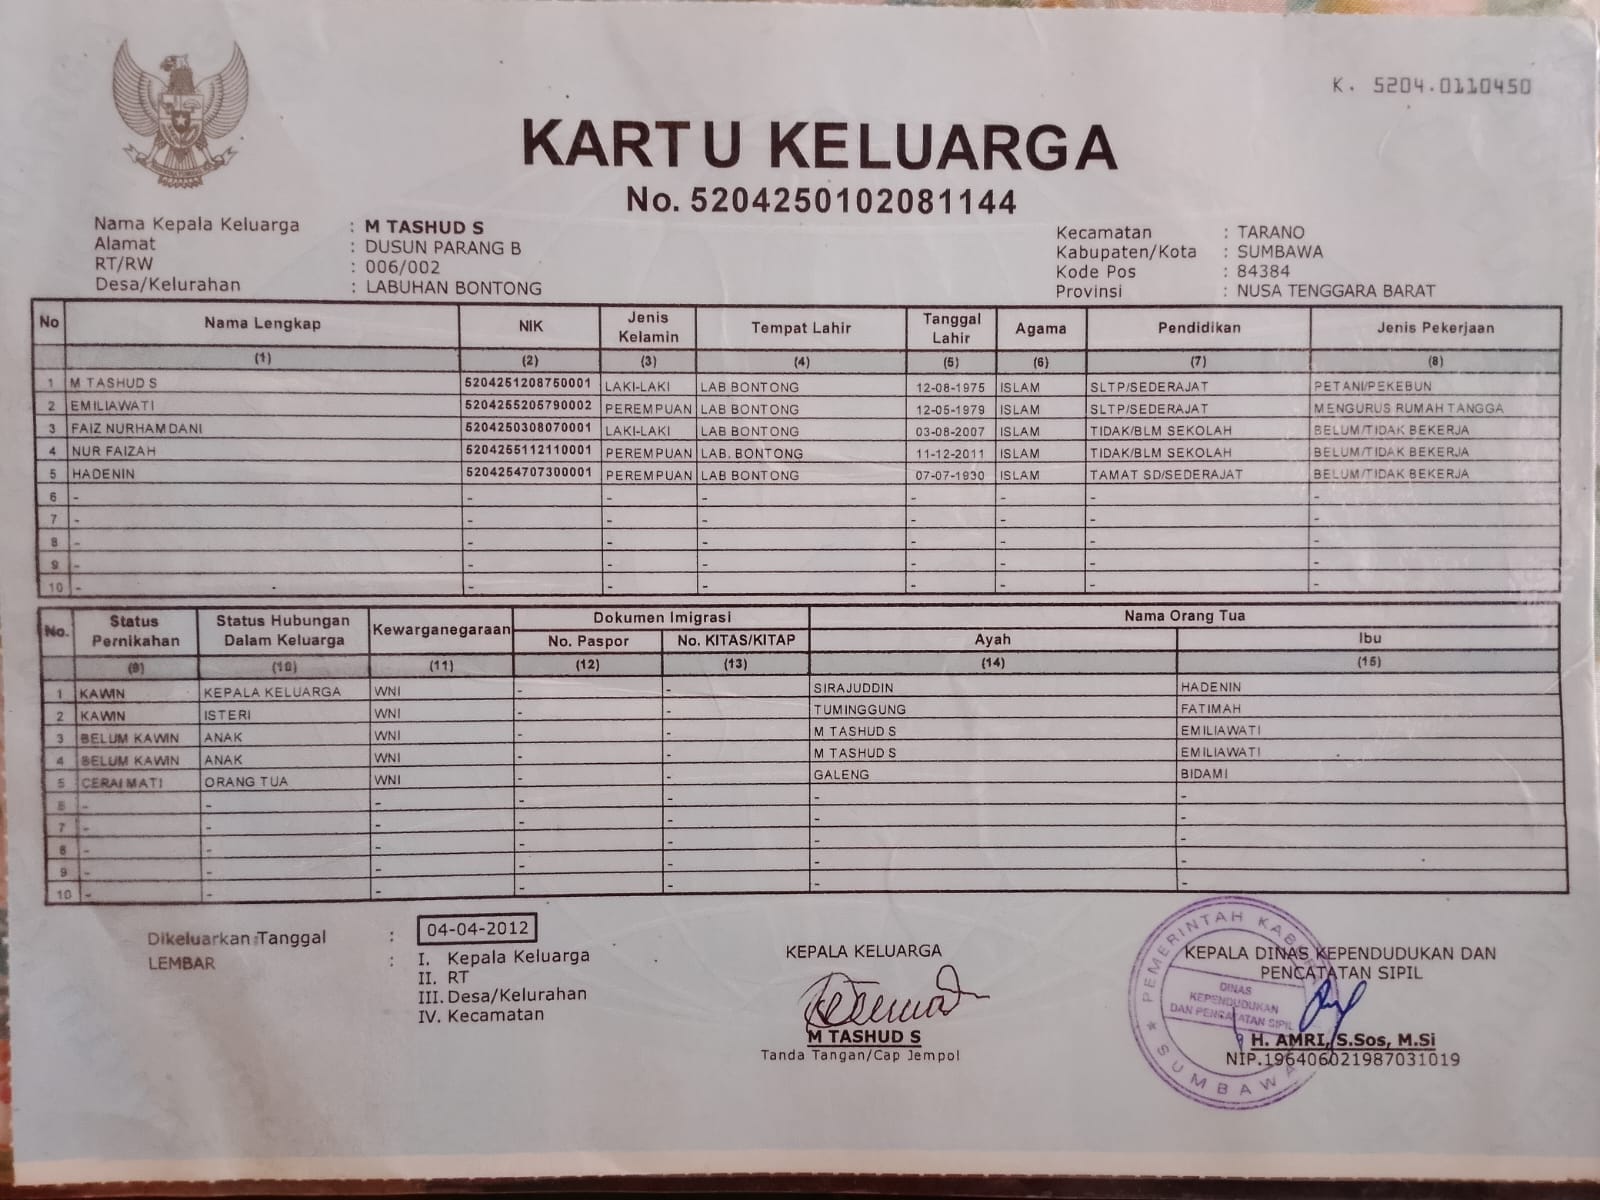 K. 5204.0110450
KARTU KELUARGA
No. 5204250102081144
Nama Kepala Keluarga : M TASHUD S
Alamat : DUSUN PARANG B
RT/RW : 006/002
Desa/Kelurahan : LABUHAN BONTONG
Kecamatan : TARANO
Kabupaten/Kota : SUMBAWA
Kode Pos : 84384
Provinsi : NUSA TENGGARA BARAT
No Nama Lengkap NIK Jenis Kelamin Tempat Lahir Tanggal Lahir Agama Pendidikan Jenis Pekerjaan
(1) (2) (3) (4) (5) (6) (7) (8)
1 M TASHUD S 5204251208750001 LAKI-LAKI LAB BONTONG 12-08-1975 ISLAM SLTP/SEDERAJAT PETANI/PEKEBUN
2 EMILIAWATI 5204255205790002 PEREMPUAN LAB BONTONG 12-05-1979 ISLAM SLTP/SEDERAJAT MENGURUS RUMAH TANGGA
3 FAIZ NURHAMDANI 5204250308070001 LAKI-LAKI LAB BONTONG 03-08-2007 ISLAM TIDAK/BLM SEKOLAH BELUM/TIDAK BEKERJA
4 NUR FAIZAH 5204255112110001 PEREMPUAN LAB. BONTONG 11-12-2011 ISLAM TIDAK/BLM SEKOLAH BELUM/TIDAK BEKERJA
5 HADENIN 5204254707300001 PEREMPUAN LAB BONTONG 07-07-1930 ISLAM TAMAT SD/SEDERAJAT BELUM/TIDAK BEKERJA
6 - - - - - - - -
7 - - - - - - - -
8 - - - - - - - -
9 - - - - - - - -
10 - - - - - - - -
No. Status Pernikahan Status Hubungan Dalam Keluarga Kewarganegaraan Dokumen Imigrasi Nama Orang Tua
No. Paspor No. KITAS/KITAP Ayah Ibu
(9) (10) (11) (12) (13) (14) (15)
1 KAWIN KEPALA KELUARGA WNI - - SIRAJUDDIN HADENIN
2 KAWIN ISTERI WNI - - TUMINGGUNG FATIMAH
3 BELUM KAWIN ANAK WNI - - M TASHUD S EMILIAWATI
4 BELUM KAWIN ANAK WNI - - M TASHUD S EMILIAWATI
5 CERAI MATI ORANG TUA WNI - - GALENG BIDAMI
6 - - - - - - -
7 - - - - - - -
8 - - - - - - -
9 - - - - - - -
10 - - - - - - -
Dikeluarkan Tanggal : 04-04-2012
LEMBAR : I. Kepala Keluarga
II. RT
III. Desa/Kelurahan
IV. Kecamatan
KEPALA KELUARGA
M TASHUD S
Tanda Tangan/Cap Jempol
KEPALA DINAS KEPENDUDUKAN DAN
PENCATATAN SIPIL
H. AMRI, S.Sos, M.Si
NIP.196406021987031019
PEMERINTAH
DINAS
KEPENDUDUKAN
DAN PENCATATAN SIPIL
SUMBAWA